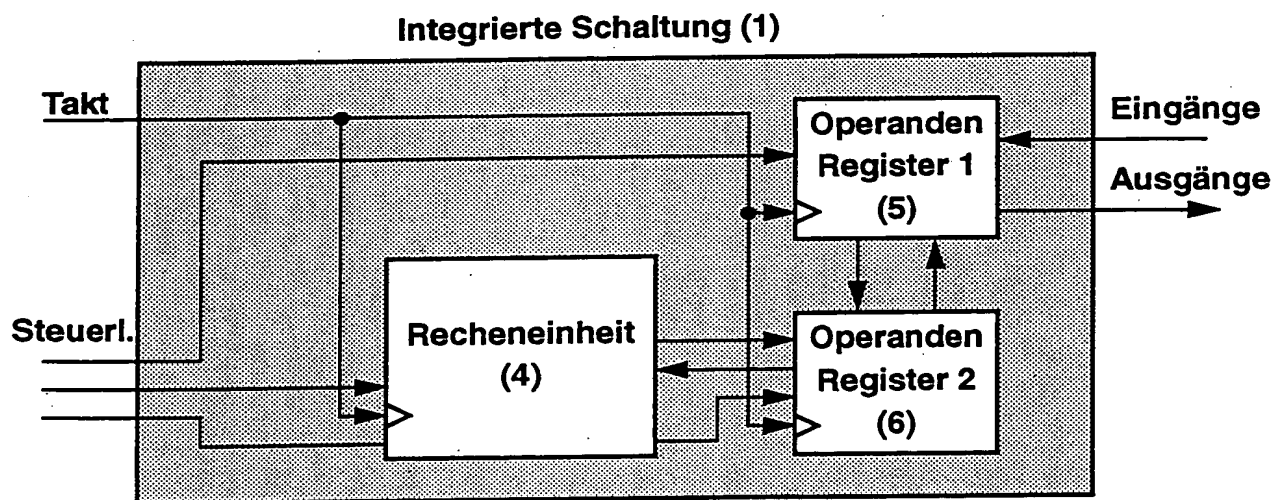 Integrierte Schaltung (1)
Takt
Operanden
Register 1
(5)
Eingänge
Ausgänge
Steuerl.
Recheneinheit
(4)
Operanden
Register 2
(6)